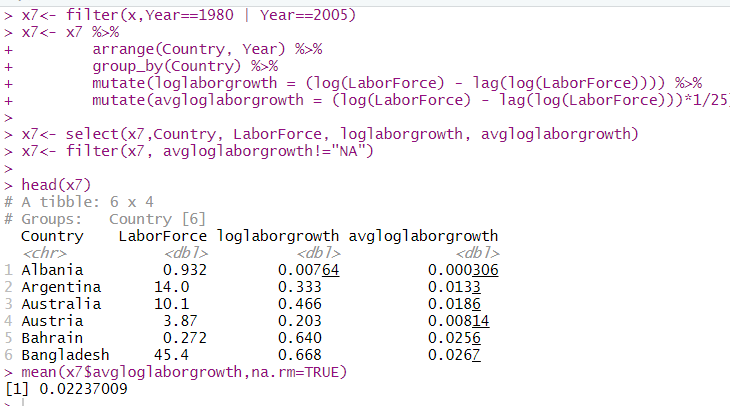 > x7<- filter(x,Year==1980 | Year==2005)
> x7<- x7 %>%
+         arrange(Country, Year) %>%
+         group_by(Country) %>%
+         mutate(loglaborgrowth = (log(LaborForce) - lag(log(LaborForce)))) %>%
+         mutate(avgloglaborgrowth = (log(LaborForce) - lag(log(LaborForce)))*1/25)
>
> x7<- select(x7,Country, LaborForce, loglaborgrowth, avgloglaborgrowth)
> x7<- filter(x7, avgloglaborgrowth!="NA")
>
> head(x7)
# A tibble: 6 x 4
# Groups:   Country [6]
  Country    LaborForce loglaborgrowth avgloglaborgrowth
  <chr>           <dbl>          <dbl>             <dbl>
1 Albania         0.932        0.00764          0.000306
2 Argentina      14.0          0.333            0.0133
3 Australia      10.1          0.466            0.0186
4 Austria         3.87         0.203            0.00814
5 Bahrain         0.272        0.640            0.0256
6 Bangladesh     45.4          0.668            0.0267
> mean(x7$avgloglaborgrowth,na.rm=TRUE)
[1] 0.02237009
>